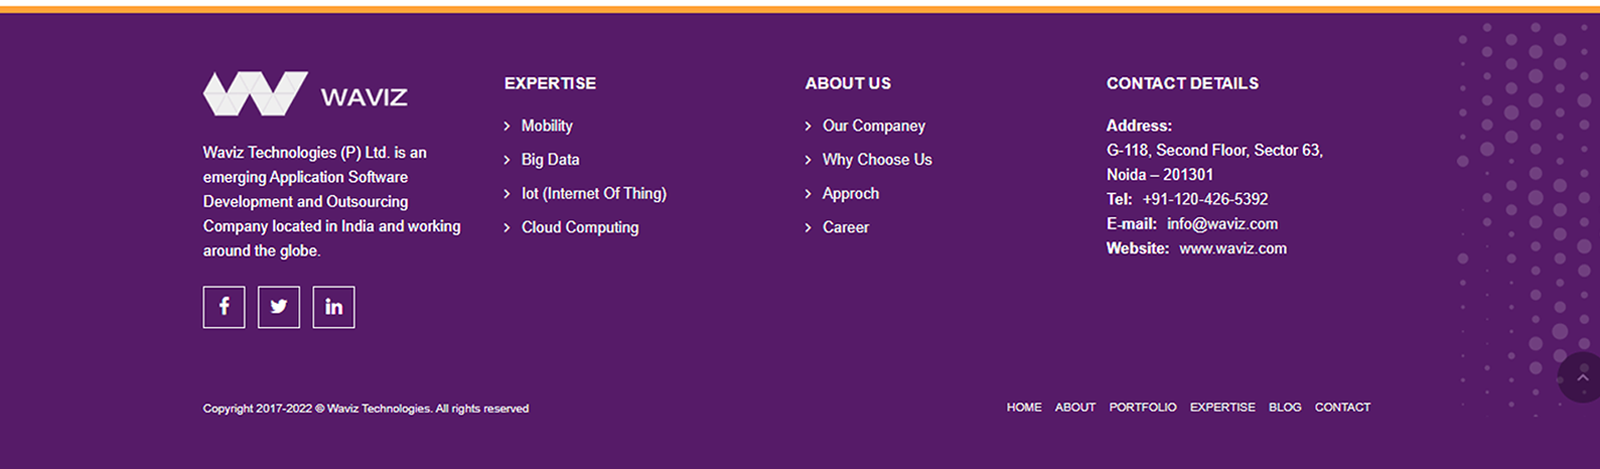 WAVIZ
Waviz Technologies (P) Ltd. is an
emerging Application Software
Development and Outsourcing
Company located in India and working
around the globe.
EXPERTISE
Mobility
Big Data
Iot (Internet Of Thing)
Cloud Computing
ABOUT US
Our Companey
Why Choose Us
Approch
Career
CONTACT DETAILS
Address:
G-118, Second Floor, Sector 63,
Noida – 201301
Tel: +91-120-426-5392
E-mail: info@waviz.com
Website: www.waviz.com
Copyright 2017-2022 © Waviz Technologies. All rights reserved
HOME ABOUT PORTFOLIO EXPERTISE BLOG CONTACT